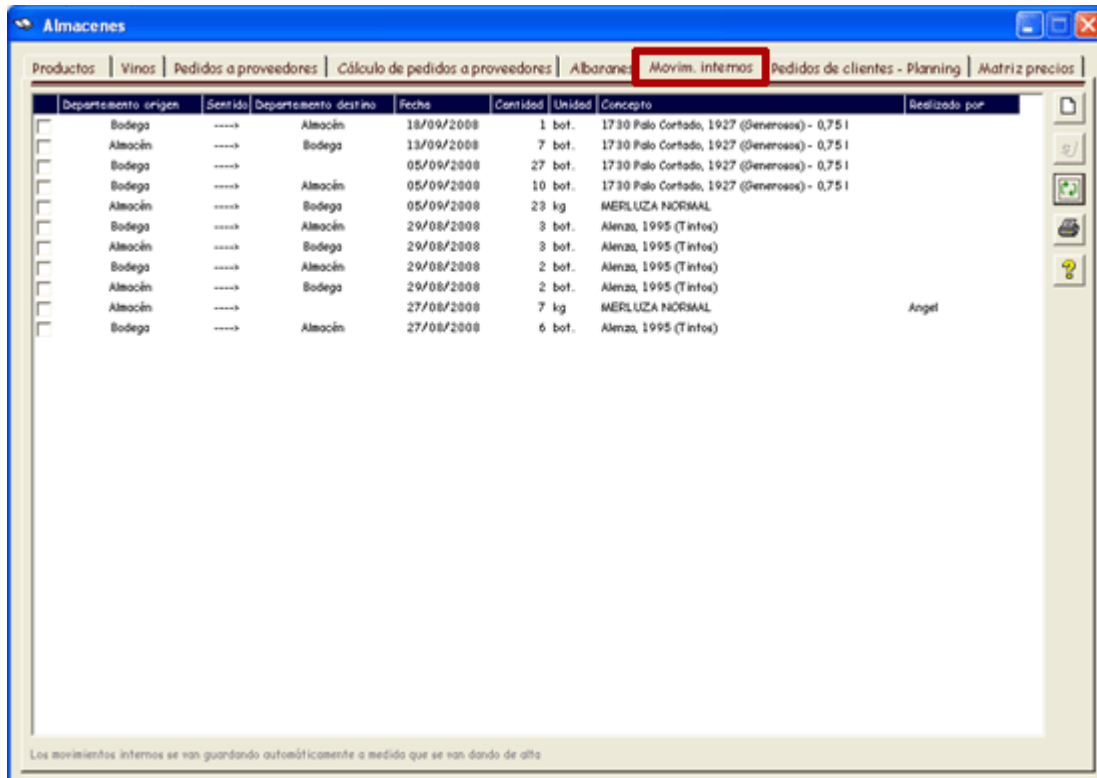 Almacenes
Productos Vinos Pedidos a proveedores Cálculo de pedidos a proveedores Albaranes Movim. internos Pedidos de clientes - Planning Matriz precios
Departamento origen Sentido Departamento destino Fecha Cantidad Unidad Concepto Realizado por
Bodega ----> Almacén 18/09/2008 1 bot. 1730 Palo Cortado, 1927 (Generosos) - 0,75 l
Almacén ----> Bodega 13/09/2008 7 bot. 1730 Palo Cortado, 1927 (Generosos) - 0,75 l
Bodega ----> 05/09/2008 27 bot. 1730 Palo Cortado, 1927 (Generosos) - 0,75 l
Bodega ----> Almacén 05/09/2008 10 bot. 1730 Palo Cortado, 1927 (Generosos) - 0,75 l
Almacén ----> Bodega 05/09/2008 23 kg MERLUZA NORMAL
Bodega ----> Almacén 29/08/2008 3 bot. Alenza, 1995 (Tintos)
Almacén ----> Bodega 29/08/2008 3 bot. Alenza, 1995 (Tintos)
Bodega ----> Almacén 29/08/2008 2 bot. Alenza, 1995 (Tintos)
Almacén ----> Bodega 29/08/2008 2 bot. Alenza, 1995 (Tintos)
Almacén ----> 27/08/2008 7 kg MERLUZA NORMAL Angel
Bodega ----> Almacén 27/08/2008 6 bot. Alenza, 1995 (Tintos)
Los movimientos internos se van guardando automáticamente a medida que se van dando de alta